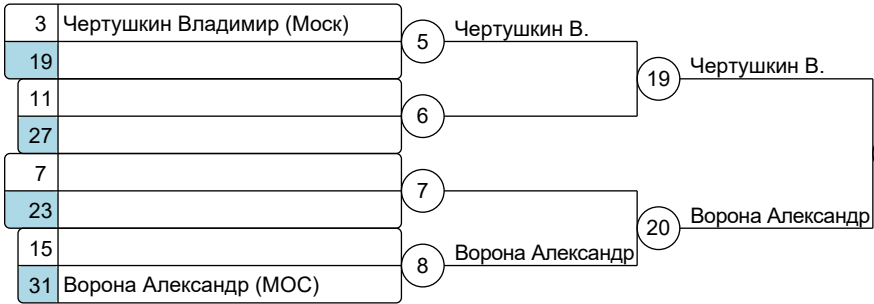 3 Чертушкин Владимир (Моск)
5 Чертушкин В.
19
19 Чертушкин В.
11
6
27
7
7
23
20 Ворона Александр
15
8 Ворона Александр
31 Ворона Александр (МОС)